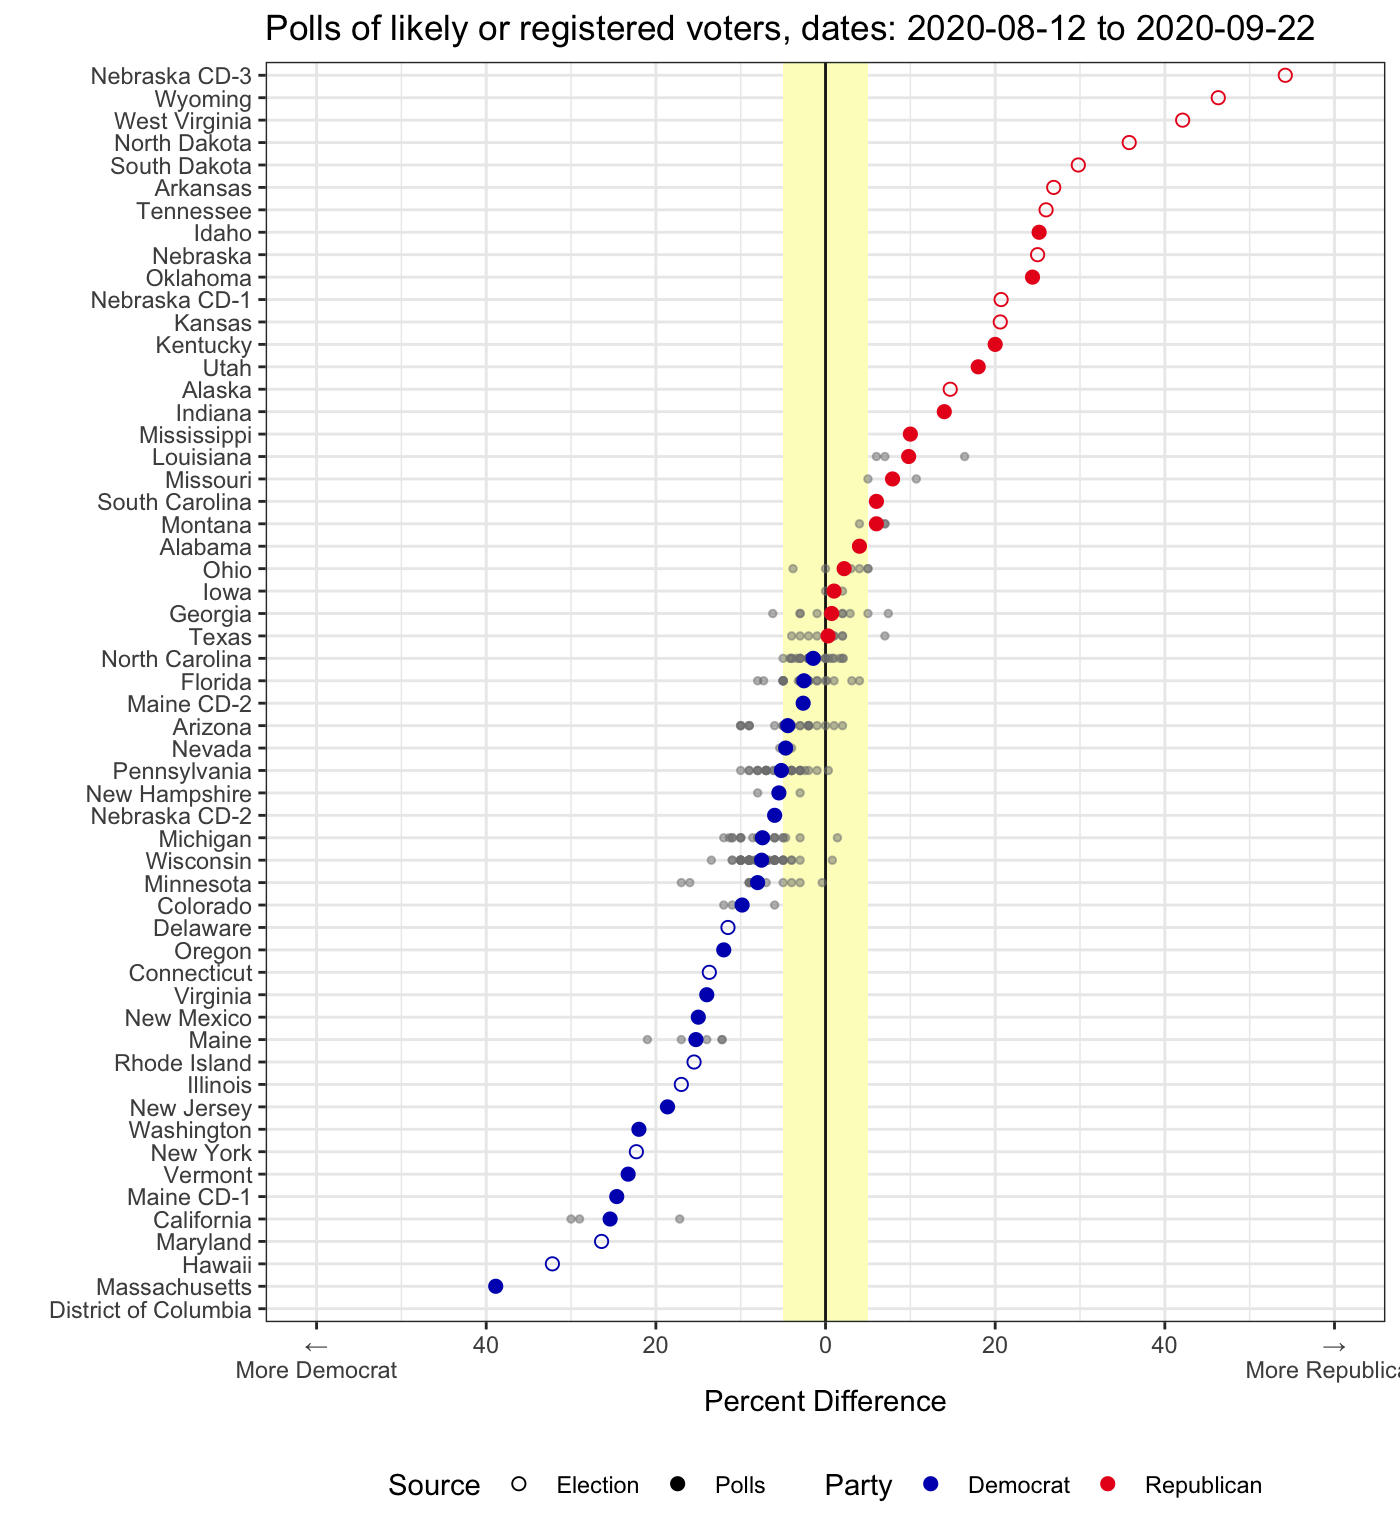 Polls of likely or registered voters, dates: 2020-08-12 to 2020-09-22
Nebraska CD-3
Wyoming
West Virginia
North Dakota
South Dakota
Arkansas
Tennessee
Idaho
Nebraska
Oklahoma
Nebraska CD-1
Kansas
Kentucky
Utah
Alaska
Indiana
Mississippi
Louisiana
Missouri
South Carolina
Montana
Alabama
Ohio
Iowa
Georgia
Texas
North Carolina
Florida
Maine CD-2
Arizona
Nevada
Pennsylvania
New Hampshire
Nebraska CD-2
Michigan
Wisconsin
Minnesota
Colorado
Delaware
Oregon
Connecticut
Virginia
New Mexico
Maine
Rhode Island
Illinois
New Jersey
Washington
New York
Vermont
Maine CD-1
California
Maryland
Hawaii
Massachusetts
District of Columbia
← 40 20 0 20 40 →
More Democrat More Republica
Percent Difference
Source Election Polls Party Democrat Republican